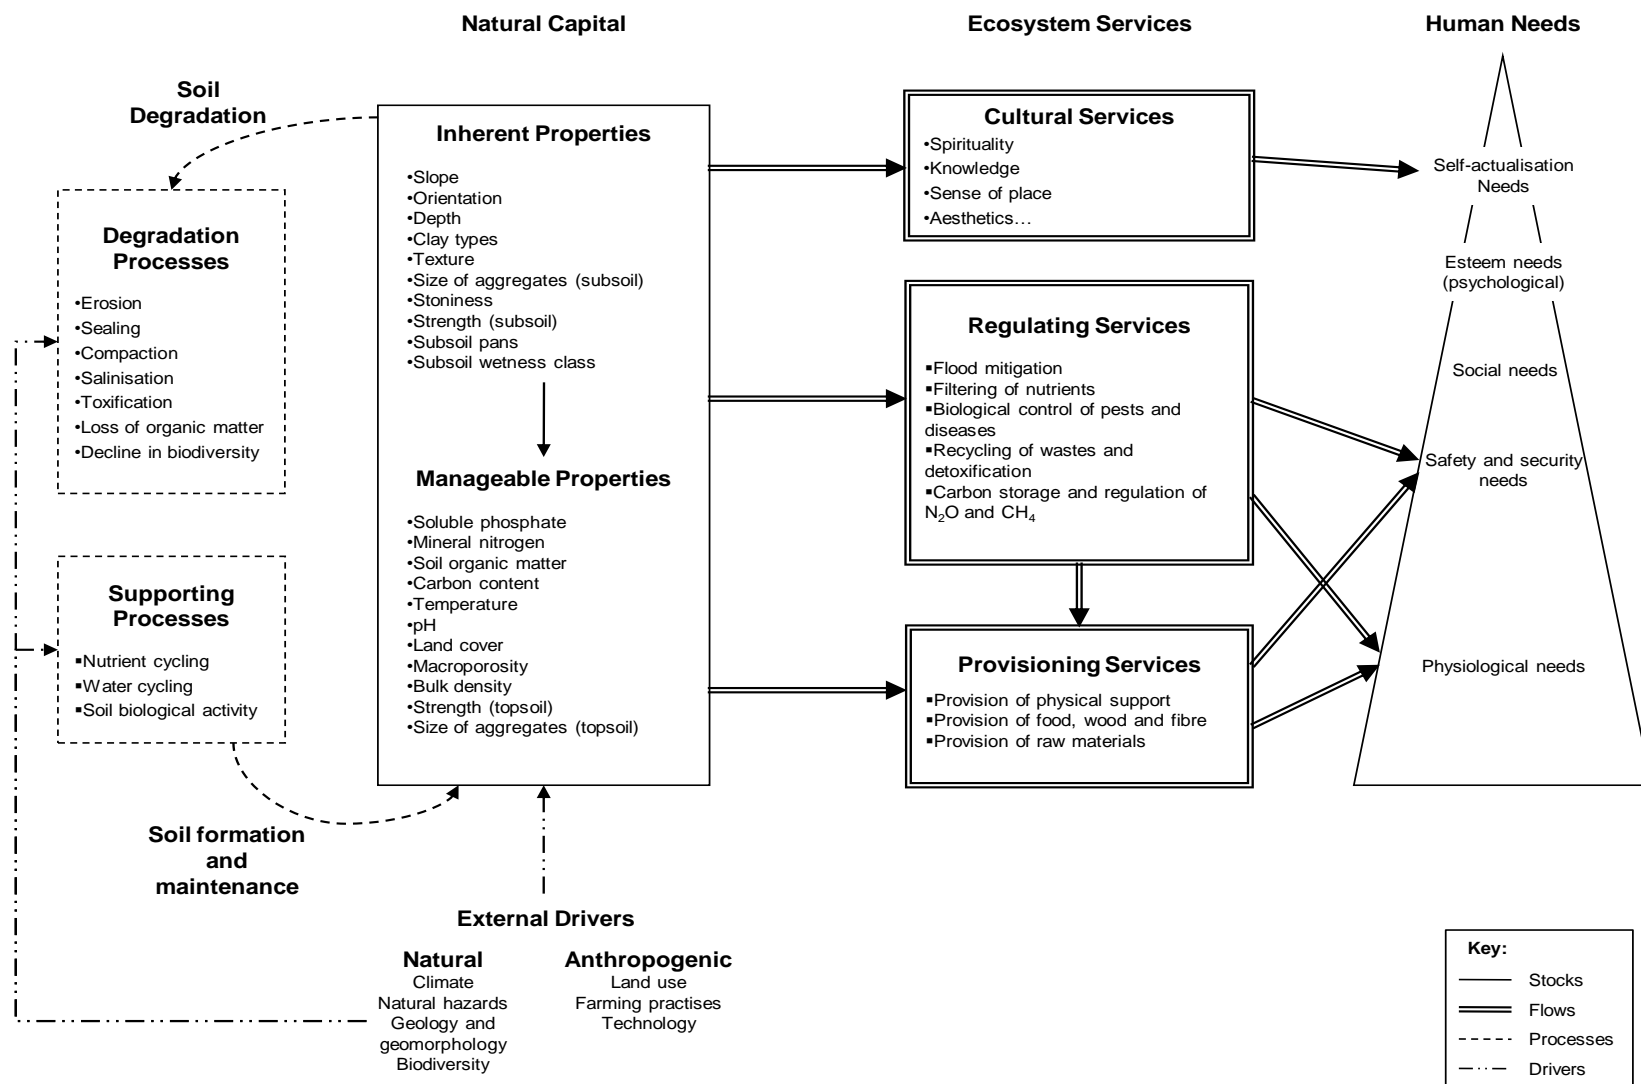 Natural Capital
Ecosystem Services
Human Needs
Soil
Degradation
Degradation
Processes
•Erosion
•Sealing
•Compaction
•Salinisation
•Toxification
•Loss of organic matter
•Decline in biodiversity
Supporting
Processes
▪Nutrient cycling
▪Water cycling
▪Soil biological activity
Soil formation
and
maintenance
Inherent Properties
•Slope
•Orientation
•Depth
•Clay types
•Texture
•Size of aggregates (subsoil)
•Stoniness
•Strength (subsoil)
•Subsoil pans
•Subsoil wetness class
Manageable Properties
•Soluble phosphate
•Mineral nitrogen
•Soil organic matter
•Carbon content
•Temperature
•pH
•Land cover
•Macroporosity
•Bulk density
•Strength (topsoil)
•Size of aggregates (topsoil)
External Drivers
Natural
Climate
Natural hazards
Geology and
geomorphology
Biodiversity
Anthropogenic
Land use
Farming practises
Technology
Cultural Services
•Spirituality
•Knowledge
•Sense of place
•Aesthetics…
Regulating Services
▪Flood mitigation
▪Filtering of nutrients
▪Biological control of pests and
diseases
▪Recycling of wastes and
detoxification
▪Carbon storage and regulation of
N₂O and CH₄
Provisioning Services
▪Provision of physical support
▪Provision of food, wood and fibre
▪Provision of raw materials
Self-actualisation
Needs
Esteem needs
(psychological)
Social needs
Safety and security
needs
Physiological needs
Key:
Stocks
Flows
Processes
Drivers